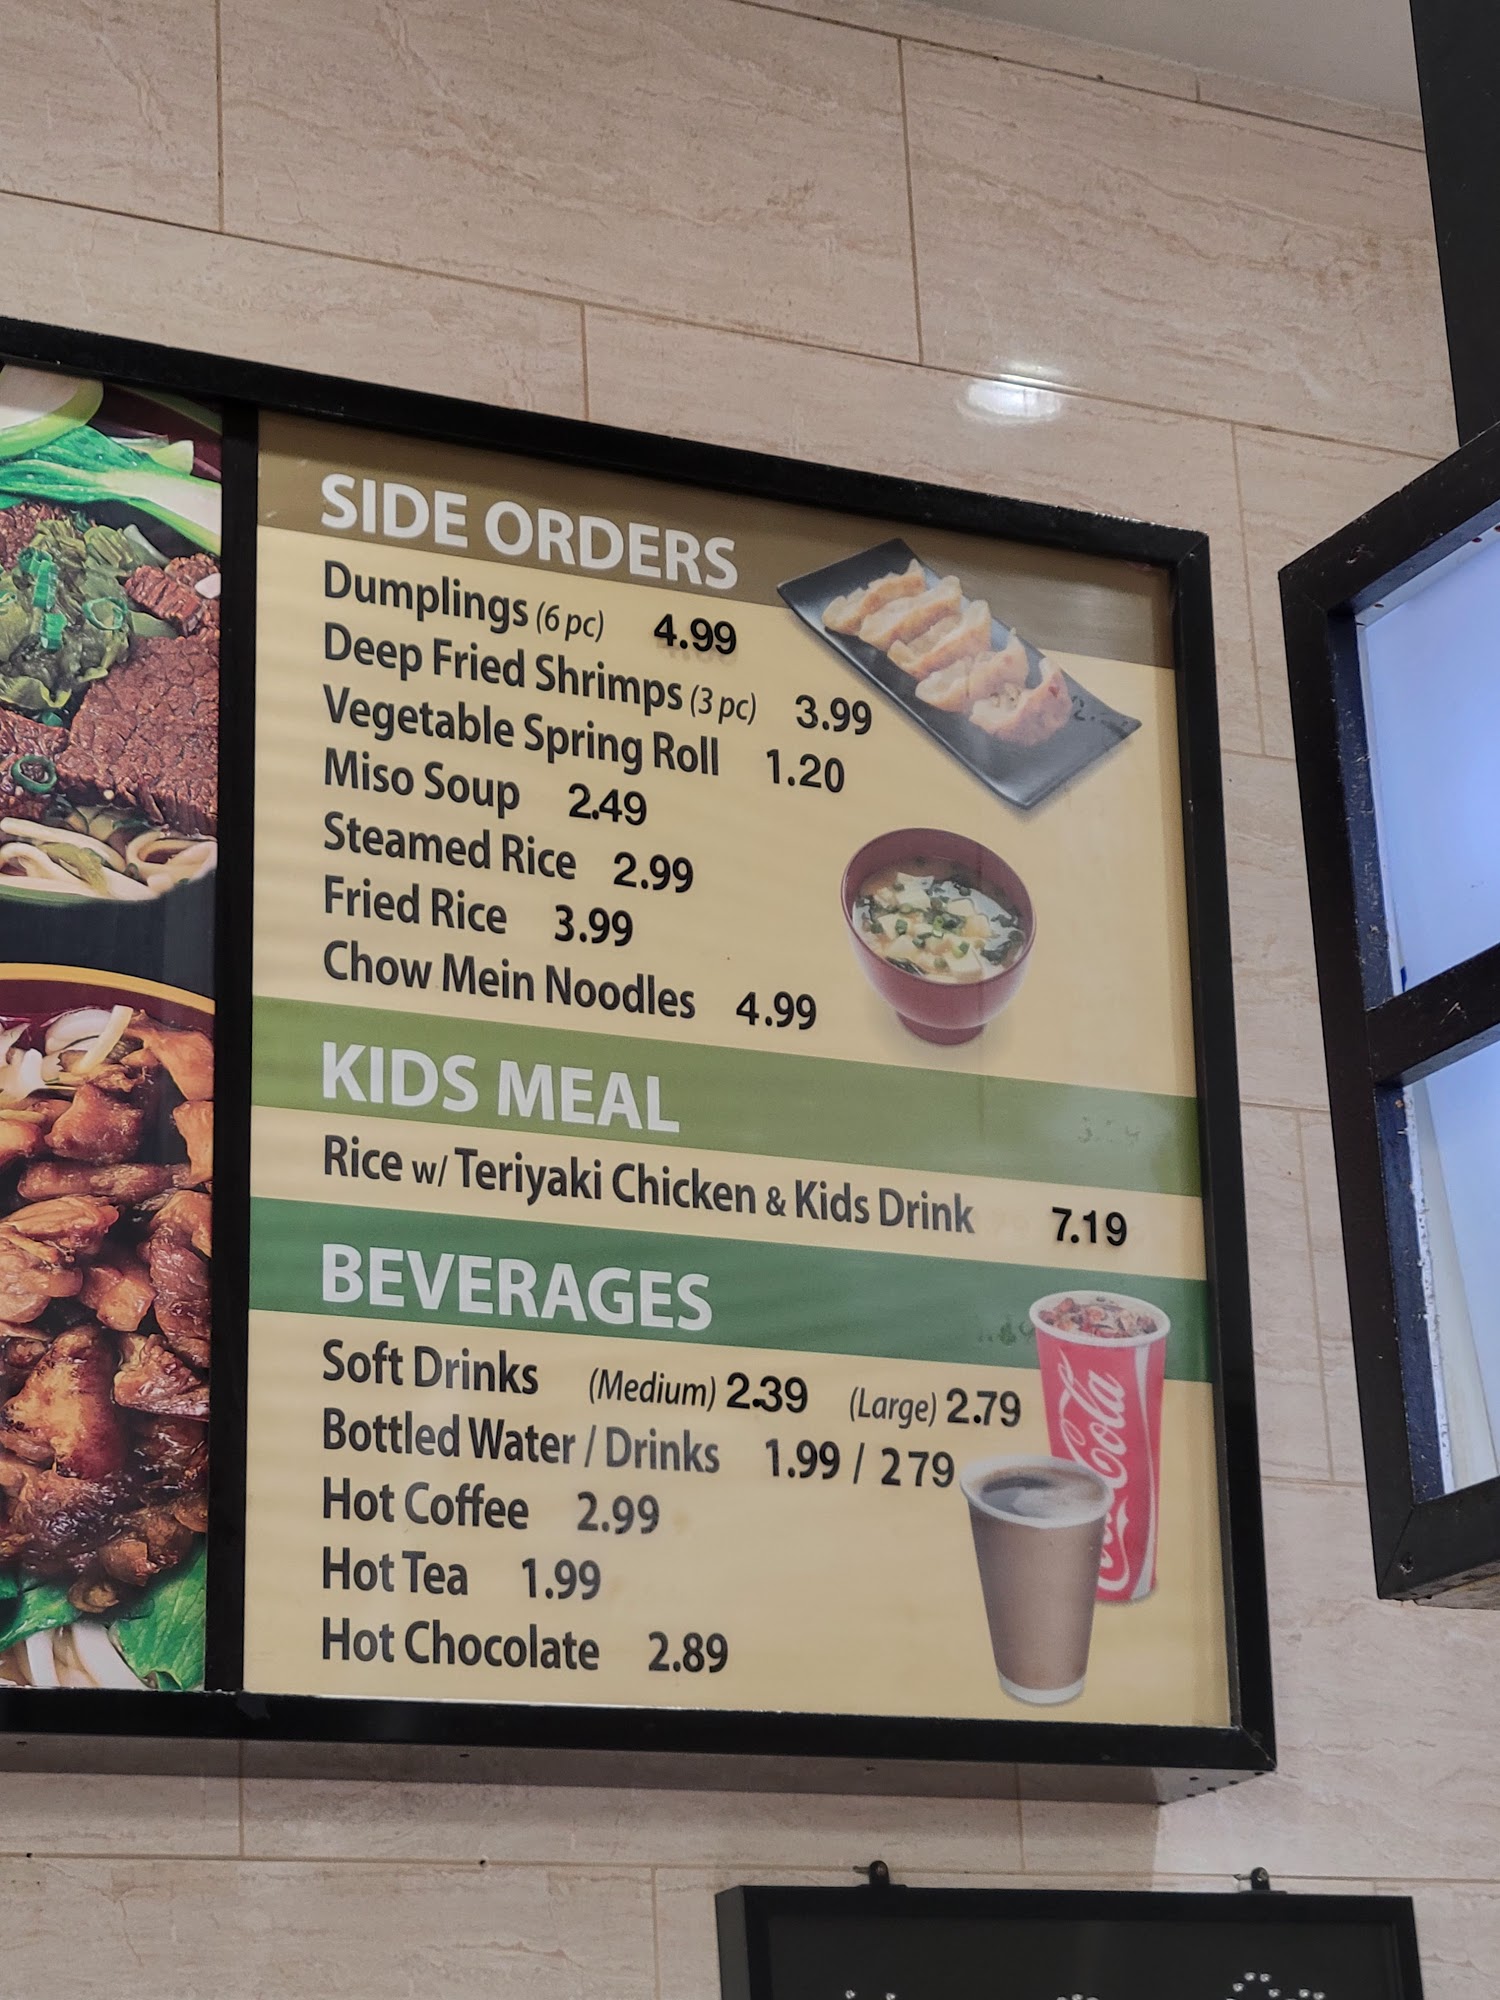 SIDE ORDERS
Dumplings (6 pc) 4.99
Deep Fried Shrimps (3 pc) 3.99
Vegetable Spring Roll 1.20
Miso Soup 2.49
Steamed Rice 2.99
Fried Rice 3.99
Chow Mein Noodles 4.99
KIDS MEAL
Rice w/ Teriyaki Chicken & Kids Drink 7.19
BEVERAGES
Soft Drinks (Medium) 2.39 (Large) 2.79
Bottled Water / Drinks 1.99 / 2 79
Hot Coffee 2.99
Hot Tea 1.99
Hot Chocolate 2.89